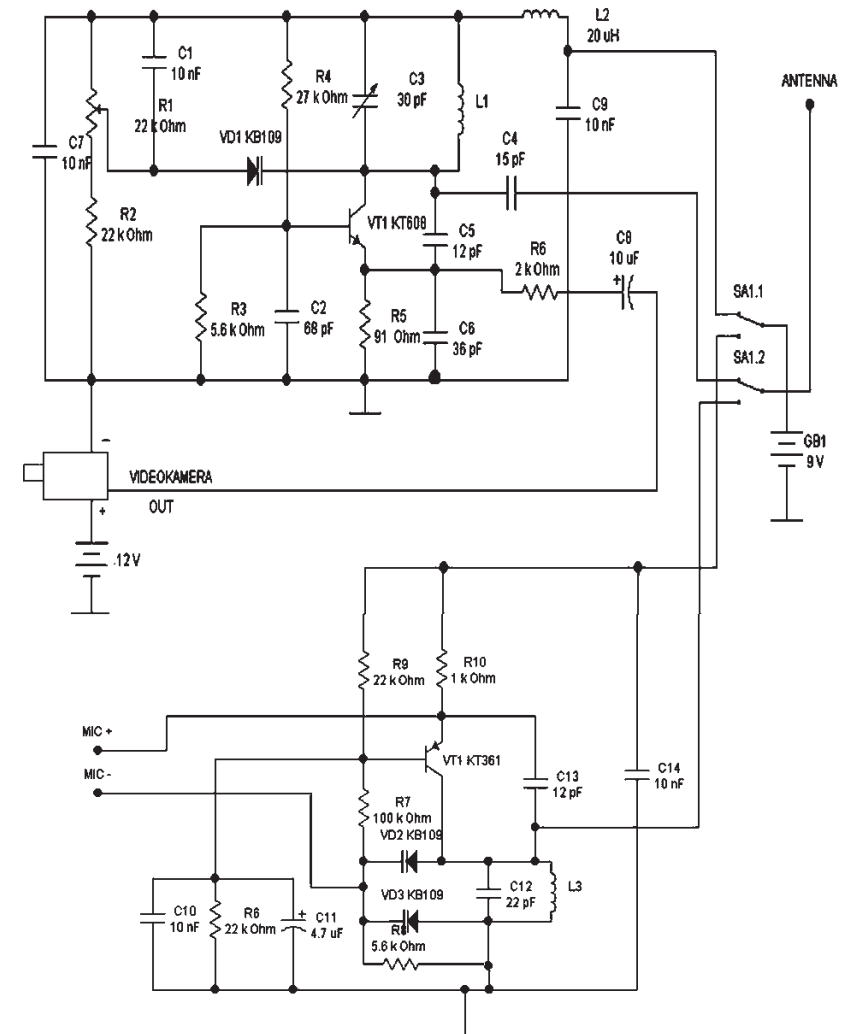 L2
20 uH
C1
10 nF
R4
27 k Ohm
C3
30 pF
L1
ANTENNA
R1
22 k Ohm
C9
10 nF
C7
10 nF
VD1 KB109
C4
15 pF
R2
22 k Ohm
VT1 KT608
C5
12 pF
R6
2 k Ohm
C8
10 uF
+
SA1.1
R3
5.6 k Ohm
C2
68 pF
R5
91 Ohm
C6
36 pF
SA1.2
GB1
9 V
-
VIDEOKAMERA
OUT
+
.12 V
R9
22 k Ohm
R10
1 k Ohm
MIC +
VT1 KT361
MIC -
C13
12 pF
C14
10 nF
R7
100 k Ohm
VD2 KB109
VD3 KB109
C12
22 pF
L3
C10
10 nF
R6
22 k Ohm
+
C11
4.7 uF
R8
5.6 k Ohm